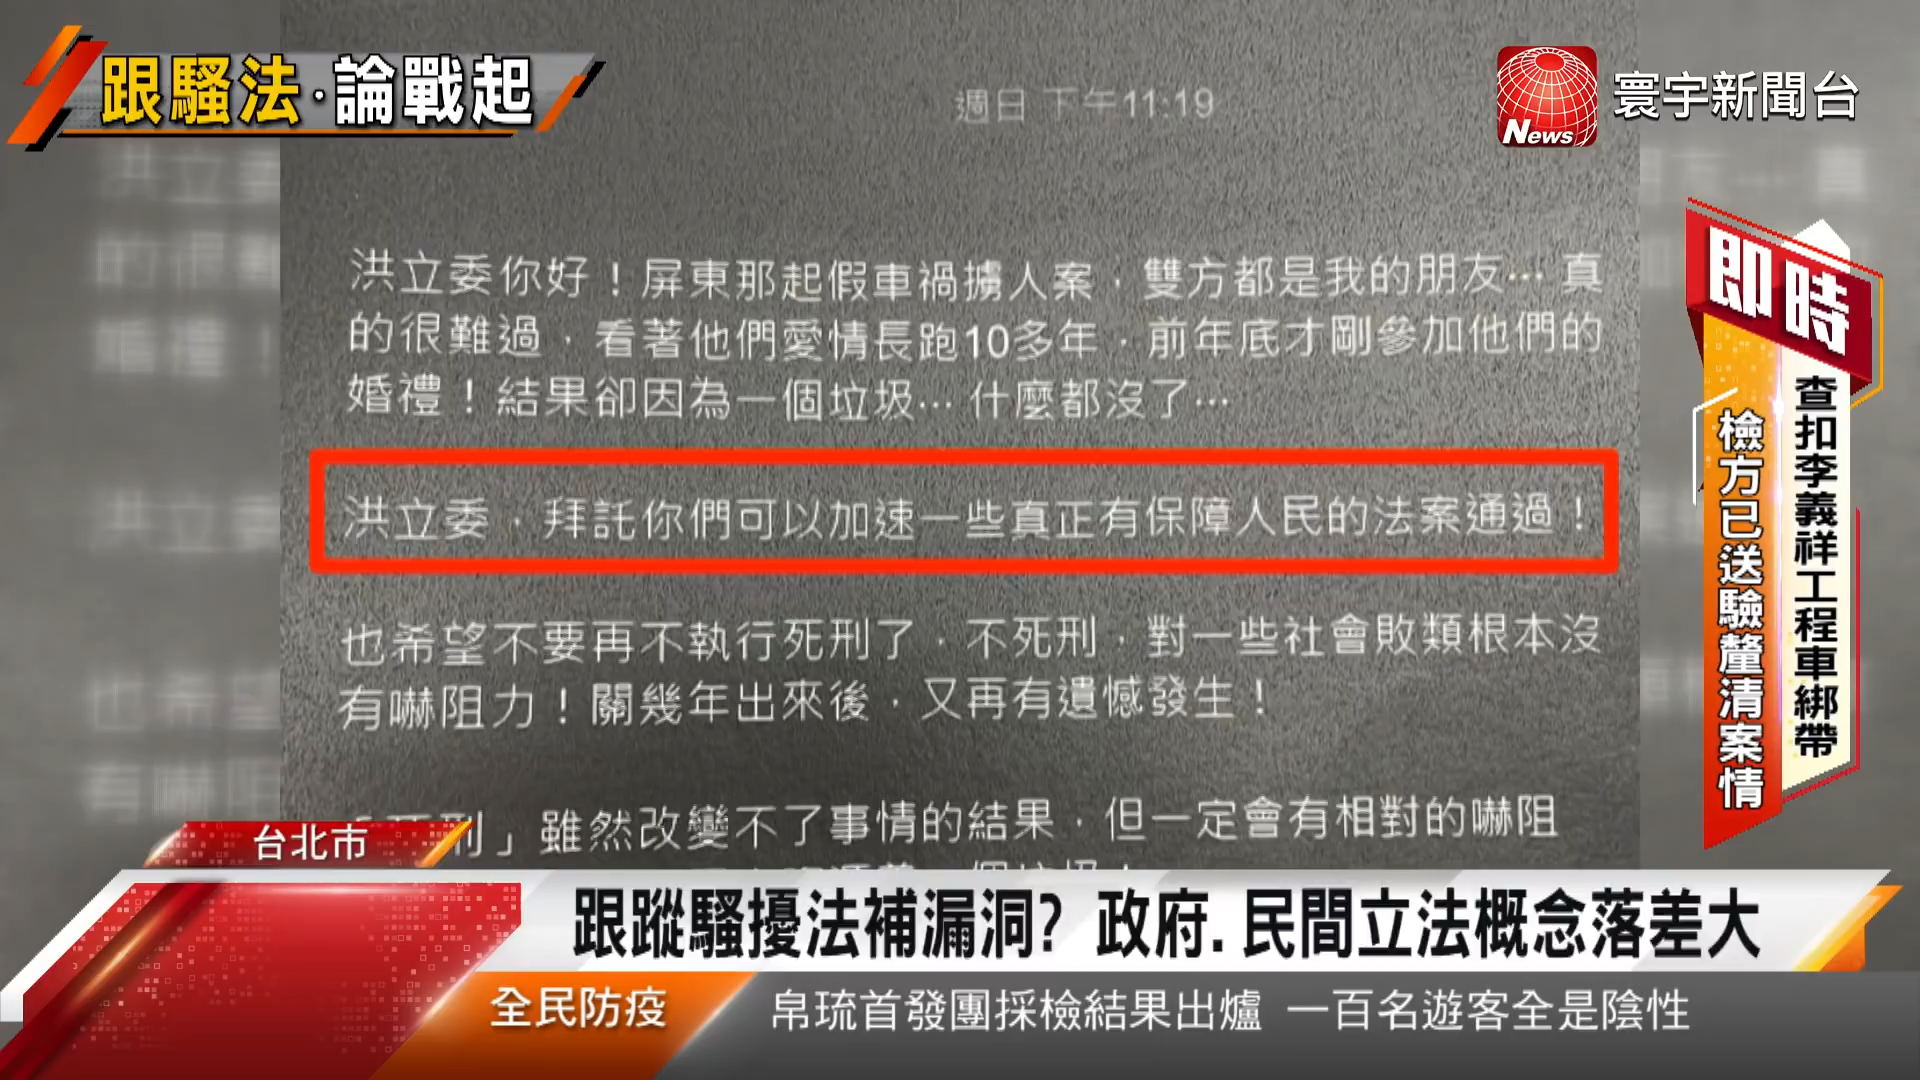 跟騷法·論戰起
News
寰宇新聞台
週日 下午11:19
洪立委你好！屏東那起假車禍擄人案，雙方都是我的朋友… 真
的很難過，看著他們愛情長跑10多年，前年底才剛參加他們的
婚禮！結果卻因為一個垃圾… 什麼都沒了…
洪立委，拜託你們可以加速一些真正有保障人民的法案通過！
也希望不要再不執行死刑了，不死刑，對一些社會敗類根本沒
有嚇阻力！關幾年出來後，又再有遺憾發生！
刑」雖然改變不了事情的結果，但一定會有相對的嚇阻
即時
查扣李義祥工程車綁帶
檢方已送驗釐清案情
台北市
跟蹤騷擾法補漏洞? 政府.民間立法概念落差大
全民防疫
帛琉首發團採檢結果出爐 一百名遊客全是陰性